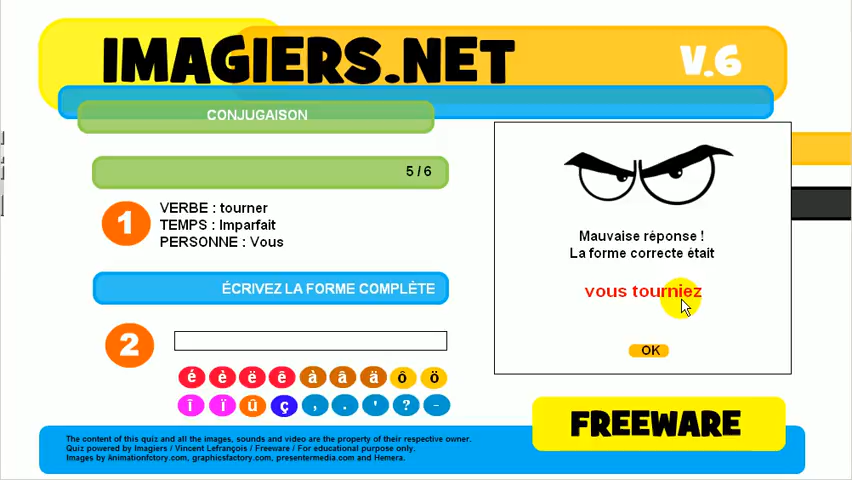 IMAGIERS.NET
V.6
CONJUGAISON
5 / 6
1
VERBE : tourner
TEMPS : Imparfait
PERSONNE : Vous
ÉCRIVEZ LA FORME COMPLÈTE
2
é è ë ê à â ä ô ö
î ï û ç , . ' ? -
Mauvaise réponse !
La forme correcte était
vous tourniez
OK
FREEWARE
The content of this quiz and all the images, sounds and video are the property of their respective owner.
Quiz powered by Imagiers / Vincent Lefrançois / Freeware / For educational purpose only.
Images by Animationfctory.com, graphicsfactory.com, presentermedia.com and Hemera.